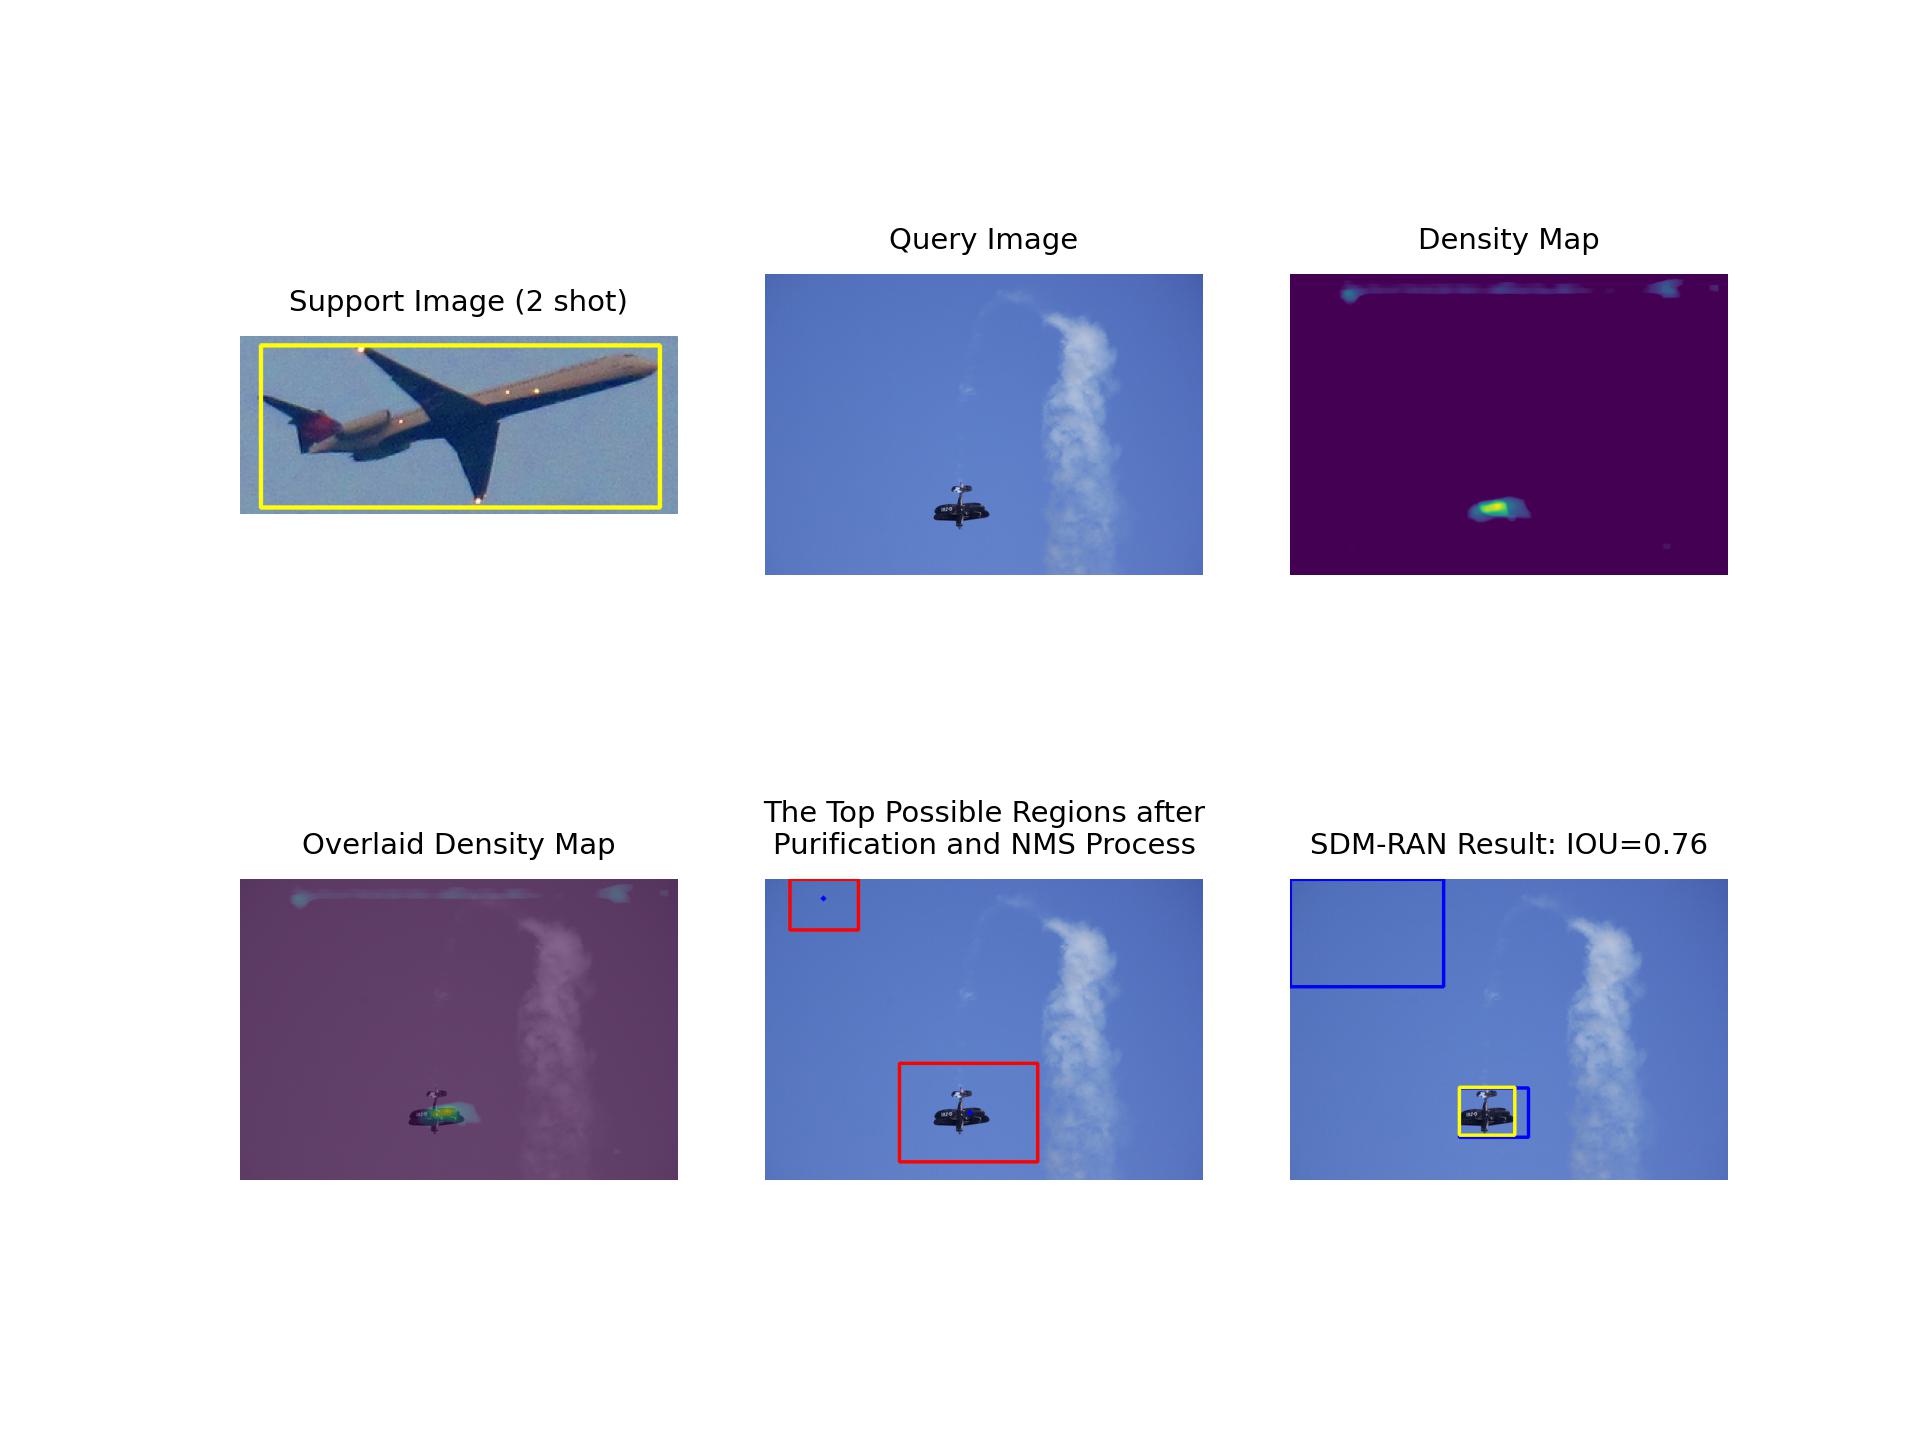 Support Image (2 shot)
Query Image
Density Map
Overlaid Density Map
The Top Possible Regions after
Purification and NMS Process
SDM-RAN Result: IOU=0.76